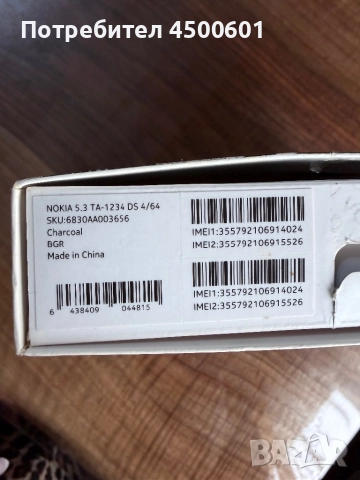 Потребител 4500601
NOKIA 5.3 TA-1234 DS 4/64
SKU:6830AA003656
Charcoal
BGR
Made in China
IMEI1:355792106914024
IMEI2:355792106915526
6 438409 044815
IMEI1:355792106914024
IMEI2:355792106915526
BAZAR